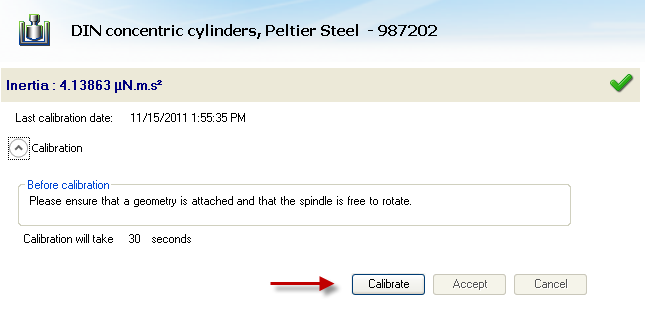 DIN concentric cylinders, Peltier Steel - 987202
Inertia : 4.13863 µN.m.s²
Last calibration date: 11/15/2011 1:55:35 PM
Calibration
Before calibration
Please ensure that a geometry is attached and that the spindle is free to rotate.
Calibration will take 30 seconds
Calibrate Accept Cancel